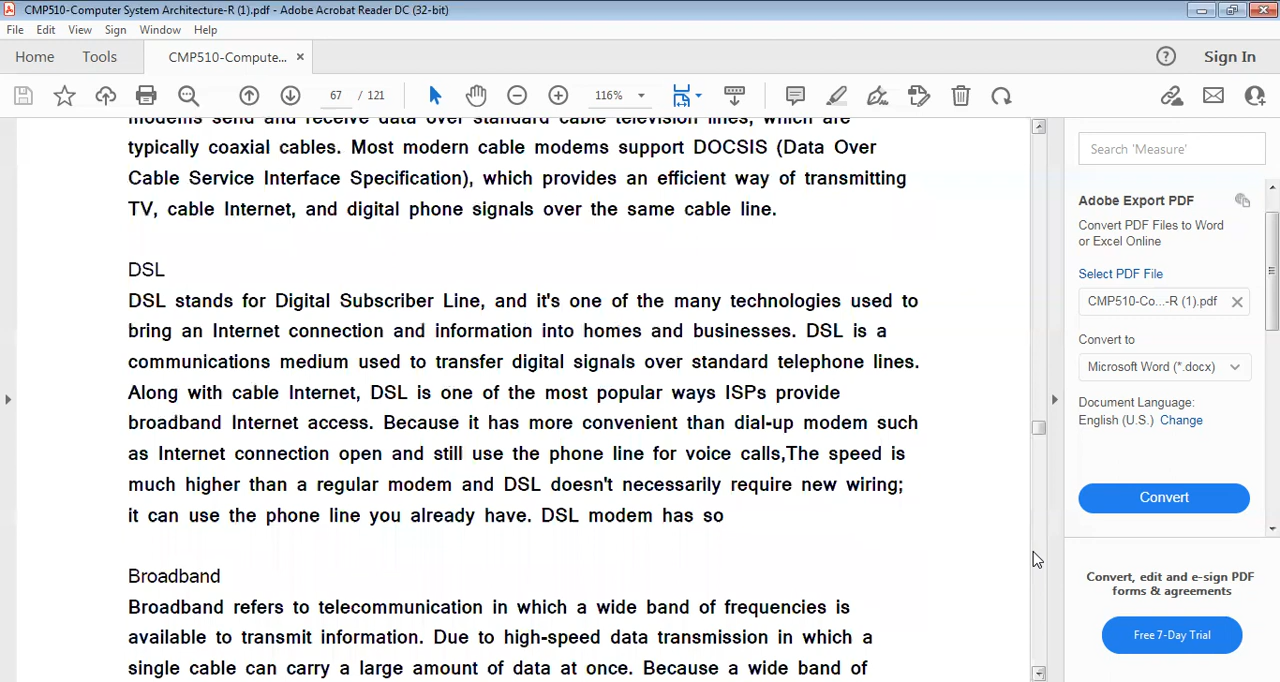 CMP510-Computer System Architecture-R (1).pdf - Adobe Acrobat Reader DC (32-bit)
File Edit View Sign Window Help
Home Tools CMP510-Compute... × Sign In
67 / 121 116%
modems send and receive data over standard cable television lines, which are
typically coaxial cables. Most modern cable modems support DOCSIS (Data Over
Cable Service Interface Specification), which provides an efficient way of transmitting
TV, cable Internet, and digital phone signals over the same cable line.
DSL
DSL stands for Digital Subscriber Line, and it's one of the many technologies used to
bring an Internet connection and information into homes and businesses. DSL is a
communications medium used to transfer digital signals over standard telephone lines.
Along with cable Internet, DSL is one of the most popular ways ISPs provide
broadband Internet access. Because it has more convenient than dial-up modem such
as Internet connection open and still use the phone line for voice calls,The speed is
much higher than a regular modem and DSL doesn't necessarily require new wiring;
it can use the phone line you already have. DSL modem has so
Broadband
Broadband refers to telecommunication in which a wide band of frequencies is
available to transmit information. Due to high-speed data transmission in which a
single cable can carry a large amount of data at once. Because a wide band of
Search 'Measure'
Adobe Export PDF
Convert PDF Files to Word
or Excel Online
Select PDF File
CMP510-Co...-R (1).pdf
Convert to
Microsoft Word (*.docx)
Document Language:
English (U.S.) Change
Convert
Convert, edit and e-sign PDF
forms & agreements
Free 7-Day Trial